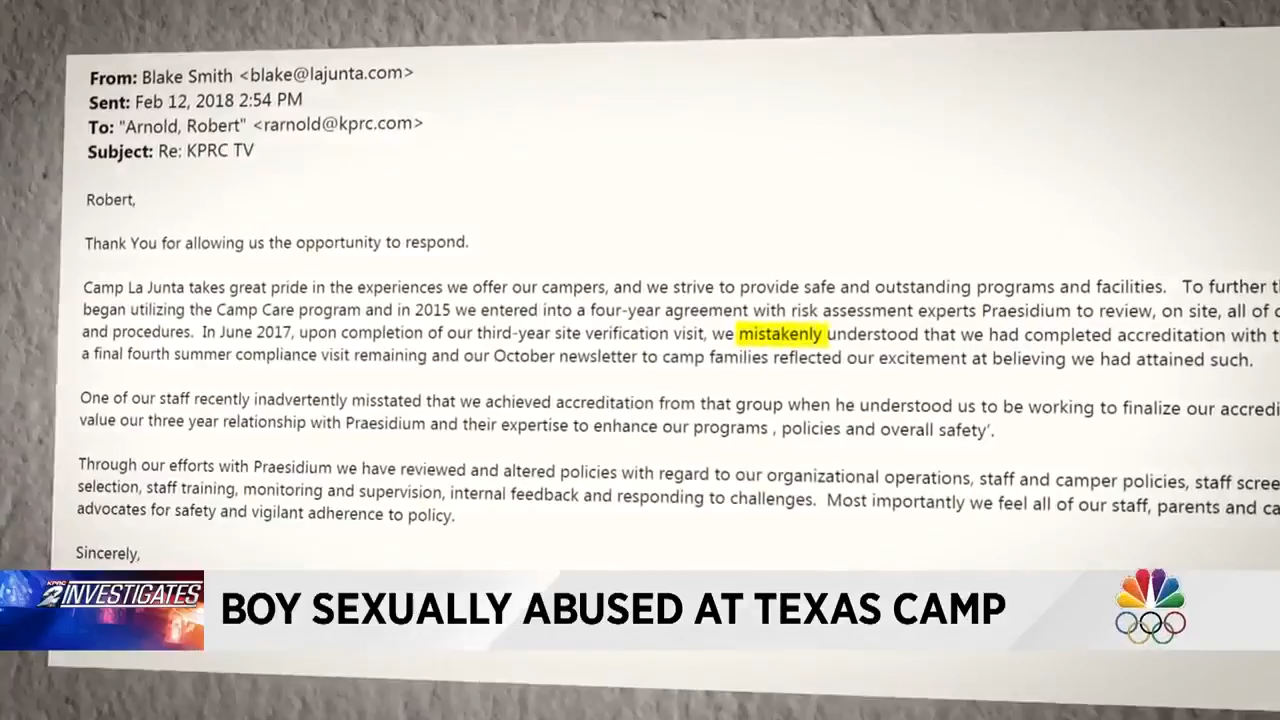 From: Blake Smith <blake@lajunta.com>
Sent: Feb 12, 2018 2:54 PM
To: "Arnold, Robert" <rarnold@kprc.com>
Subject: Re: KPRC TV
Robert,
Thank You for allowing us the opportunity to respond.
Camp La Junta takes great pride in the experiences we offer our campers, and we strive to provide safe and outstanding programs and facilities. To further
began utilizing the Camp Care program and in 2015 we entered into a four-year agreement with risk assessment experts Praesidium to review, on site, all of
and procedures. In June 2017, upon completion of our third-year site verification visit, we mistakenly understood that we had completed accreditation with
a final fourth summer compliance visit remaining and our October newsletter to camp families reflected our excitement at believing we had attained such.
One of our staff recently inadvertently misstated that we achieved accreditation from that group when he understood us to be working to finalize our accredi
value our three year relationship with Praesidium and their expertise to enhance our programs , policies and overall safety'.
Through our efforts with Praesidium we have reviewed and altered policies with regard to our organizational operations, staff and camper policies, staff scree
selection, staff training, monitoring and supervision, internal feedback and responding to challenges. Most importantly we feel all of our staff, parents and ca
advocates for safety and vigilant adherence to policy.
Sincerely,
KPRC 2 INVESTIGATES
BOY SEXUALLY ABUSED AT TEXAS CAMP